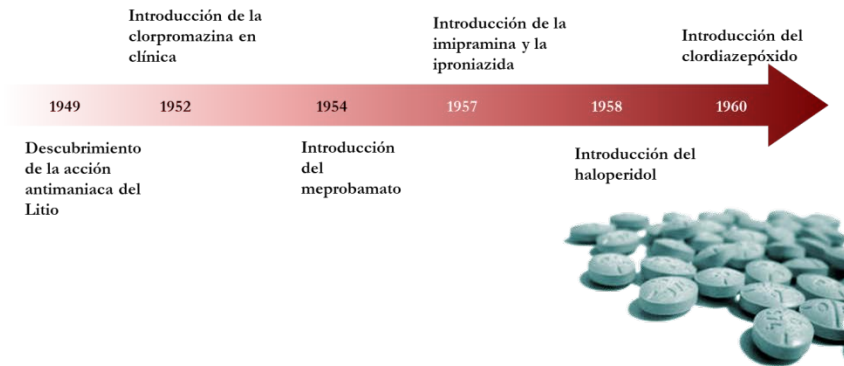 Introducción de la
clorpromazina en
clínica
Introducción de la
imipramina y la
iproniazida
Introducción del
clordiazepóxido
1949
1952
1954
1957
1958
1960
Descubrimiento
de la acción
antimaniaca del
Litio
Introducción
del
meprobamato
Introducción del
haloperidol